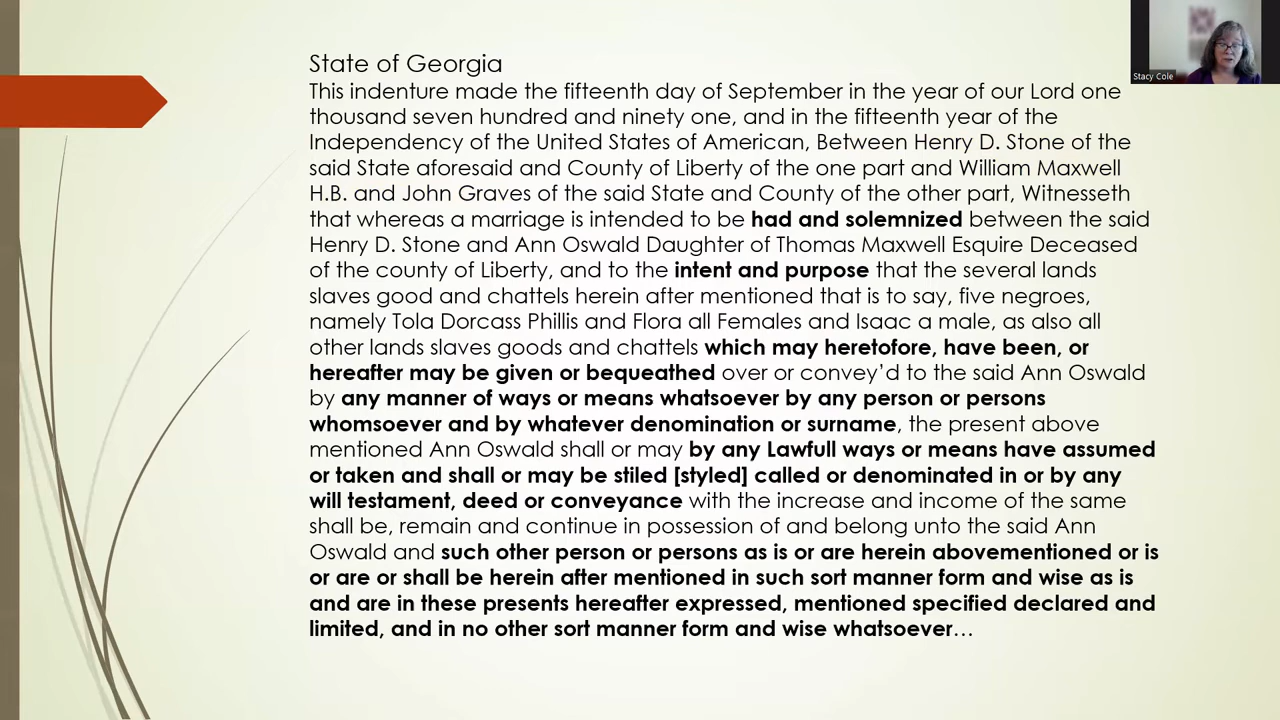 State of Georgia
This indenture made the fifteenth day of September in the year of our Lord one
thousand seven hundred and ninety one, and in the fifteenth year of the
Independency of the United States of American, Between Henry D. Stone of the
said State aforesaid and County of Liberty of the one part and William Maxwell
H.B. and John Graves of the said State and County of the other part, Witnesseth
that whereas a marriage is intended to be had and solemnized between the said
Henry D. Stone and Ann Oswald Daughter of Thomas Maxwell Esquire Deceased
of the county of Liberty, and to the intent and purpose that the several lands
slaves good and chattels herein after mentioned that is to say, five negroes,
namely Tola Dorcass Phillis and Flora all Females and Isaac a male, as also all
other lands slaves goods and chattels which may heretofore, have been, or
hereafter may be given or bequeathed over or convey'd to the said Ann Oswald
by any manner of ways or means whatsoever by any person or persons
whomsoever and by whatever denomination or surname, the present above
mentioned Ann Oswald shall or may by any Lawfull ways or means have assumed
or taken and shall or may be stiled [styled] called or denominated in or by any
will testament, deed or conveyance with the increase and income of the same
shall be, remain and continue in possession of and belong unto the said Ann
Oswald and such other person or persons as is or are herein abovementioned or is
or are or shall be herein after mentioned in such sort manner form and wise as is
and are in these presents hereafter expressed, mentioned specified declared and
limited, and in no other sort manner form and wise whatsoever…
Stacy Cole